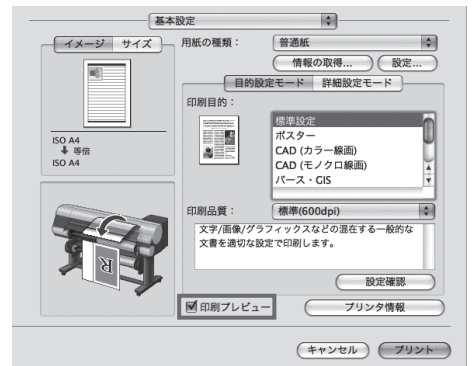 基本設定
イメージ サイズ
用紙の種類： 普通紙
情報の取得... 設定...
目的設定モード 詳細設定モード
印刷目的：
標準設定
ポスター
CAD (カラー線画)
CAD (モノクロ線画)
パース・GIS
ISO A4
等倍
ISO A4
印刷品質： 標準(600dpi)
文字/画像/グラフィックスなどの混在する一般的な
文書を適切な設定で印刷します。
R
設定確認
印刷プレビュー プリンタ情報
キャンセル プリント